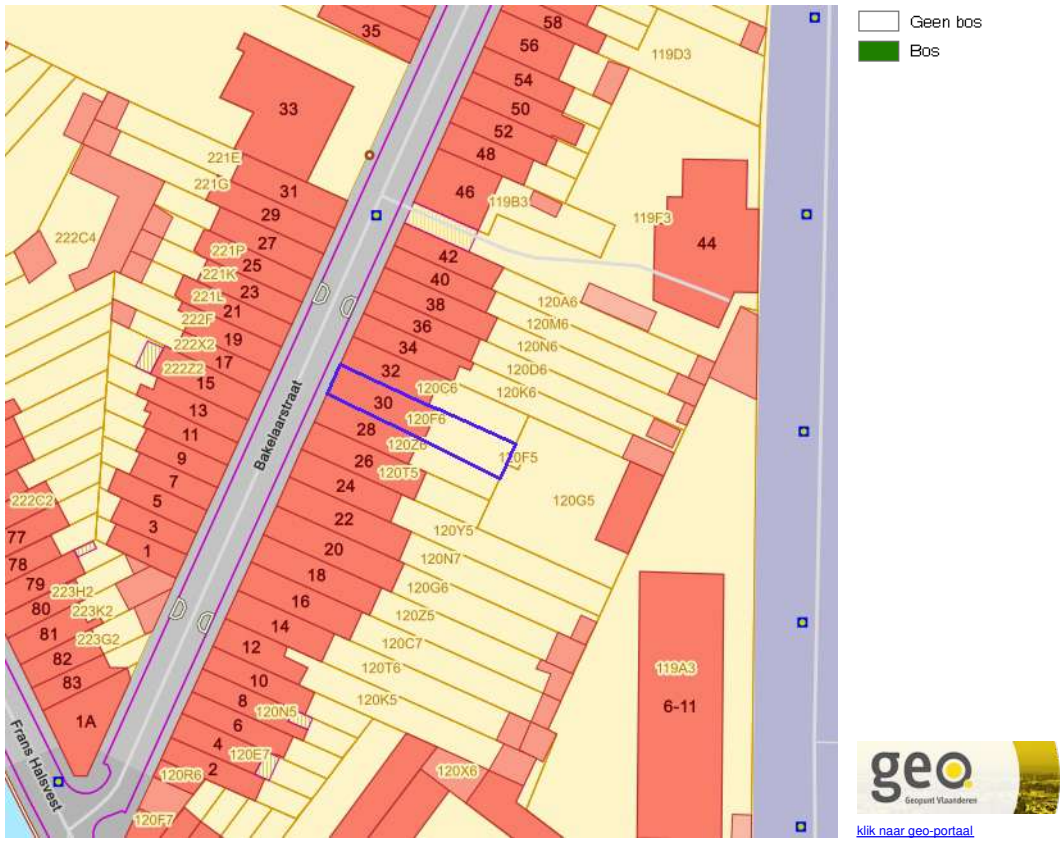 Geen bos
Bos
35
58
56
119D3
54
50
33
52
48
221E
31
46
221G
119B3
29
119F3
222C4
27
44
221P
42
25
221K
40
23
221L
38
120A6
21
222F
36
120M6
19
222X2
34
120N6
17
222Z2
32
120D6
15
120C6
120K6
13
30
120F6
11
28
120Z6
Bakelaarstraat
9
26
120F5
120T5
7
24
222C2
5
120G5
22
3
120Y5
77
20
1
120N7
78
18
79
223H2
120G6
80
223K2
16
120Z5
81
223G2
14
120C7
82
12
120T6
119A3
83
10
120K5
6-11
8
120N5
1A
6
4
120E7
2
120R6
120X6
Frans Halsvest
120F7
geo.
Geopunt Vlaanderen
klik naar geo-portaal